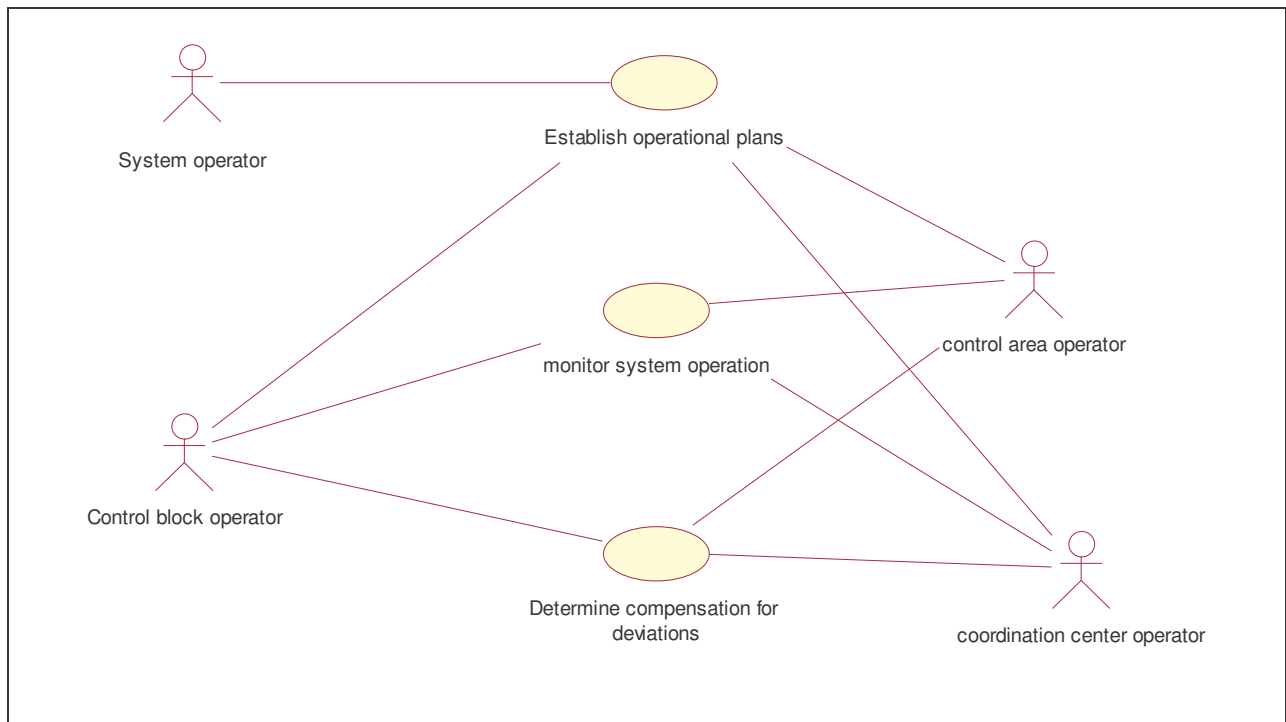 Establish operational plans
System operator
control area operator
monitor system operation
Control block operator
Determine compensation for
deviations
coordination center operator